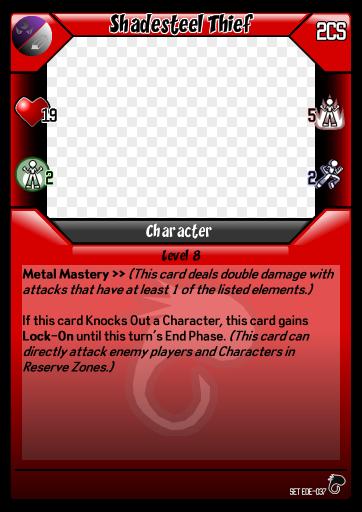 Shadesteel Thief
2CS
19
5
2
2
Character
Level 8
Metal Mastery >> (This card deals double damage with
attacks that have at least 1 of the listed elements.)
If this card Knocks Out a Character, this card gains
Lock-On until this turn's End Phase. (This card can
directly attack enemy players and Characters in
Reserve Zones.)
SET EOE-037